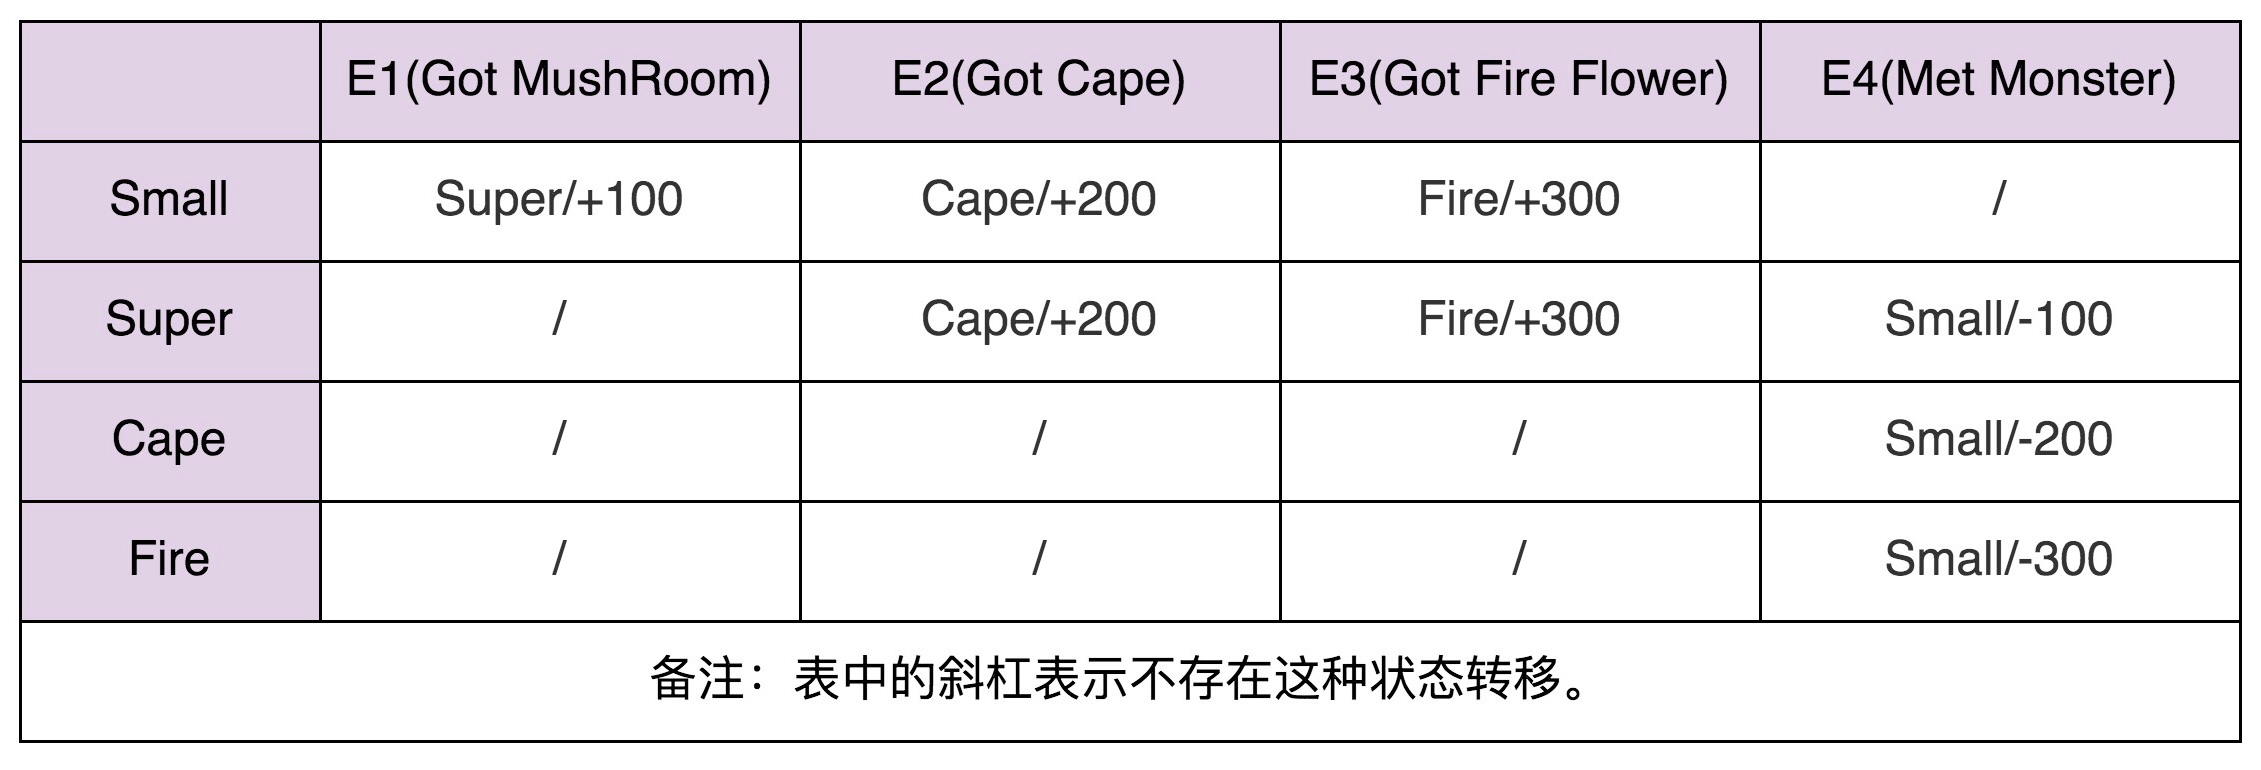 E1(Got MushRoom) E2(Got Cape) E3(Got Fire Flower) E4(Met Monster)
Small Super/+100 Cape/+200 Fire/+300 /
Super / Cape/+200 Fire/+300 Small/-100
Cape / / / Small/-200
Fire / / / Small/-300
备注：表中的斜杠表示不存在这种状态转移。